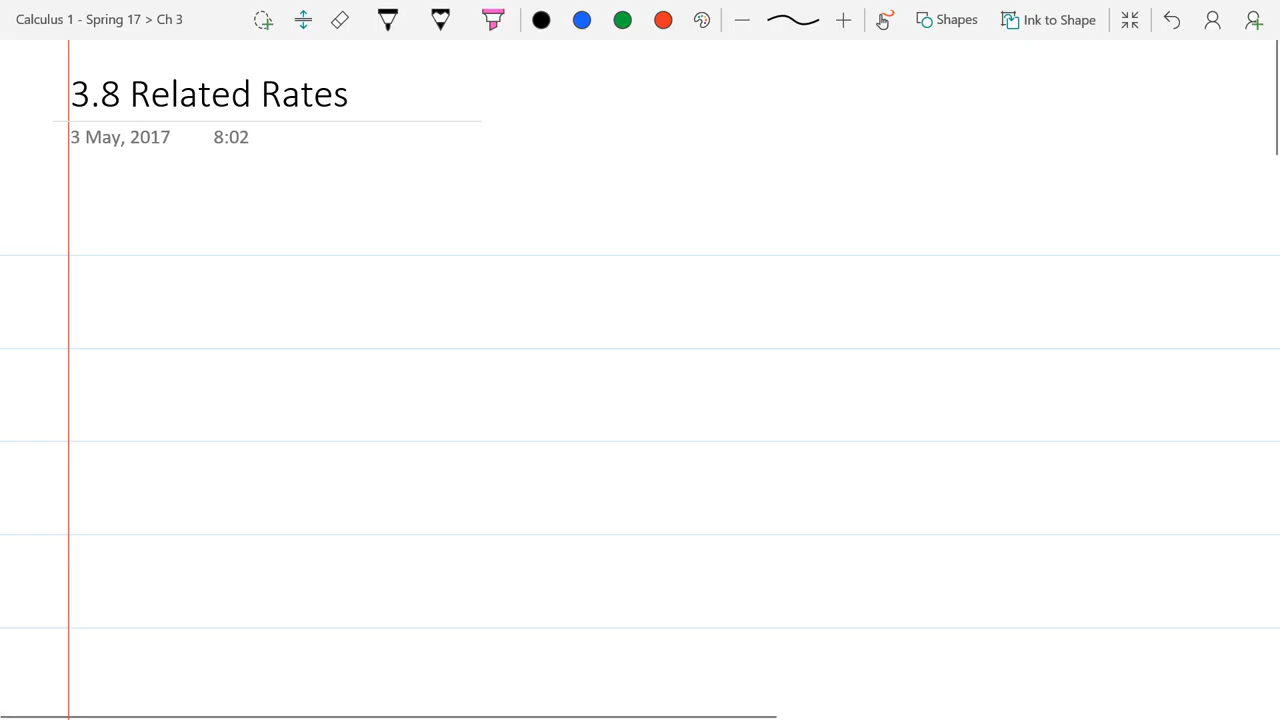 Calculus 1 - Spring 17 > Ch 3
Shapes
Ink to Shape
3.8 Related Rates
3 May, 2017 8:02